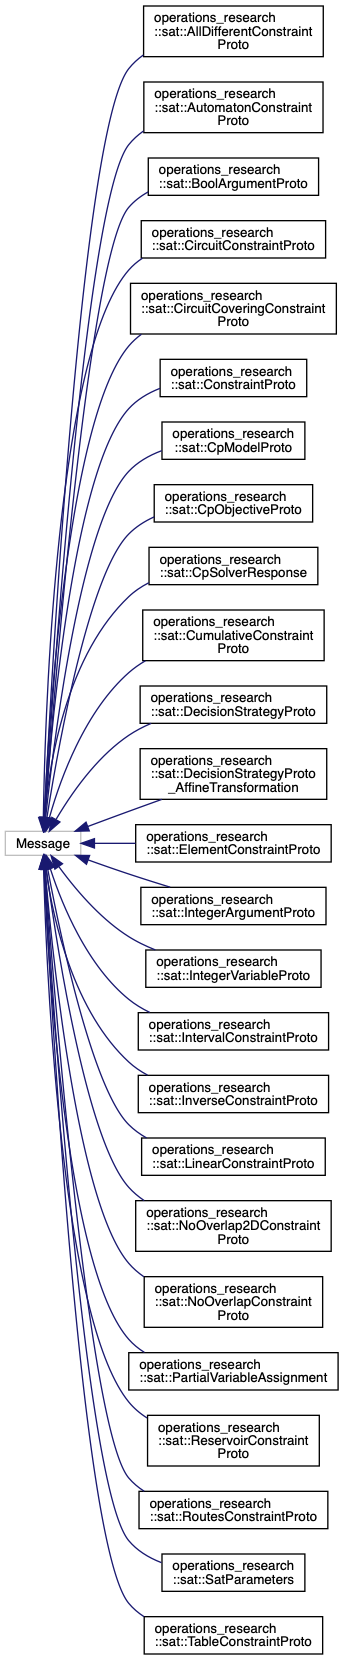 operations_research
::sat::AllDifferentConstraint
Proto
operations_research
::sat::AutomatonConstraint
Proto
operations_research
::sat::BoolArgumentProto
operations_research
::sat::CircuitConstraintProto
operations_research
::sat::CircuitCoveringConstraint
Proto
operations_research
::sat::ConstraintProto
operations_research
::sat::CpModelProto
operations_research
::sat::CpObjectiveProto
operations_research
::sat::CpSolverResponse
operations_research
::sat::CumulativeConstraint
Proto
operations_research
::sat::DecisionStrategyProto
operations_research
::sat::DecisionStrategyProto
_AffineTransformation
Message
operations_research
::sat::ElementConstraintProto
operations_research
::sat::IntegerArgumentProto
operations_research
::sat::IntegerVariableProto
operations_research
::sat::IntervalConstraintProto
operations_research
::sat::InverseConstraintProto
operations_research
::sat::LinearConstraintProto
operations_research
::sat::NoOverlap2DConstraint
Proto
operations_research
::sat::NoOverlapConstraint
Proto
operations_research
::sat::PartialVariableAssignment
operations_research
::sat::ReservoirConstraint
Proto
operations_research
::sat::RoutesConstraintProto
operations_research
::sat::SatParameters
operations_research
::sat::TableConstraintProto